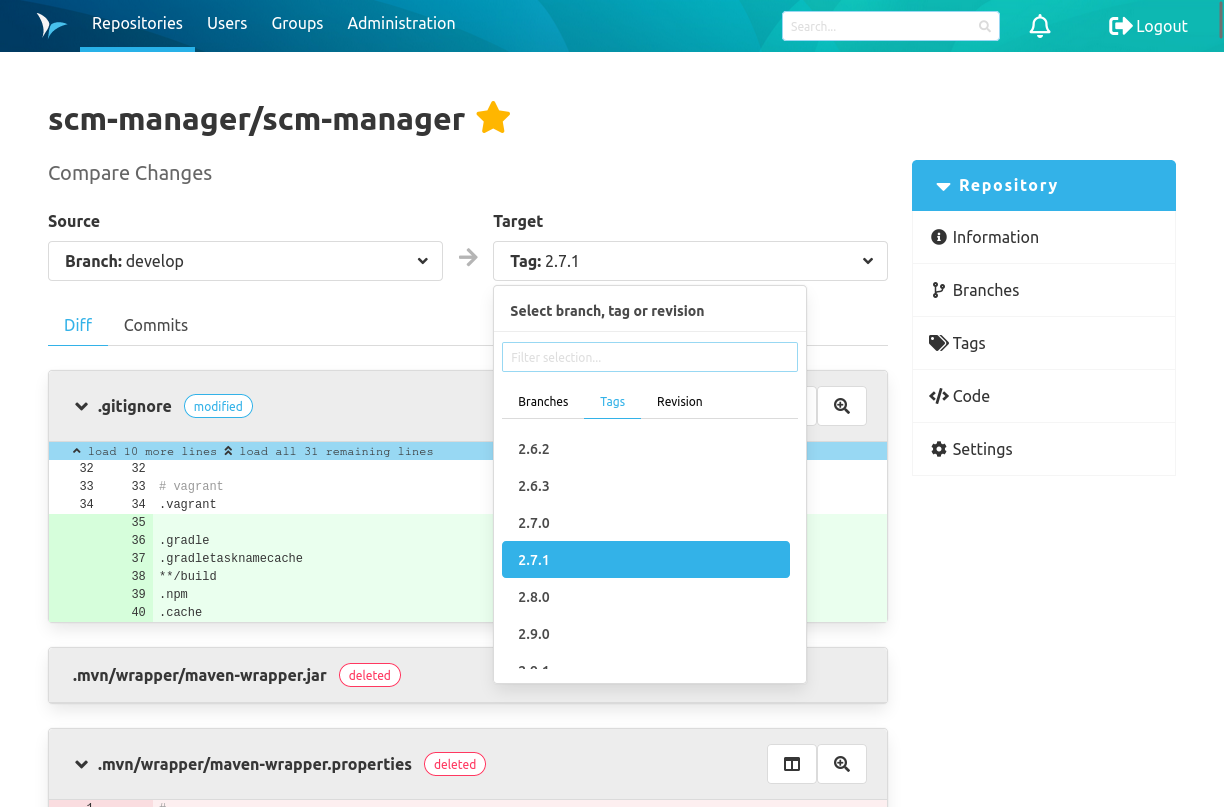 Repositories Users Groups Administration Search... Logout
scm-manager/scm-manager
Compare Changes
Source
Branch: develop
Target
Tag: 2.7.1
Select branch, tag or revision
Filter selection...
Branches Tags Revision
2.6.2
2.6.3
2.7.0
2.7.1
2.8.0
2.9.0
Diff Commits
.gitignore modified
load 10 more lines load all 31 remaining lines
32 32
33 33 # vagrant
34 34 .vagrant
35
36 .gradle
37 .gradletasknamecache
38 **/build
39 .npm
40 .cache
.mvn/wrapper/maven-wrapper.jar deleted
.mvn/wrapper/maven-wrapper.properties deleted
1 #
Repository
Information
Branches
Tags
Code
Settings